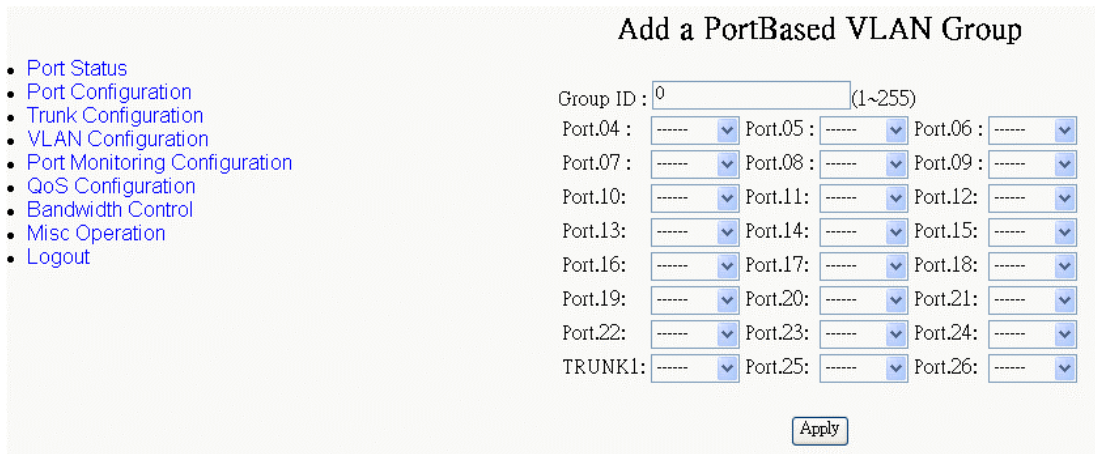 Add a PortBased VLAN Group
Port Status
Port Configuration
Trunk Configuration
VLAN Configuration
Port Monitoring Configuration
QoS Configuration
Bandwidth Control
Misc Operation
Logout
Group ID : 0 (1~255)
Port.04 : ------ Port.05 : ------ Port.06 : ------
Port.07 : ------ Port.08 : ------ Port.09 : ------
Port.10: ------ Port.11: ------ Port.12: ------
Port.13: ------ Port.14: ------ Port.15: ------
Port.16: ------ Port.17: ------ Port.18: ------
Port.19: ------ Port.20: ------ Port.21: ------
Port.22: ------ Port.23: ------ Port.24: ------
TRUNK1: ------ Port.25: ------ Port.26: ------
Apply